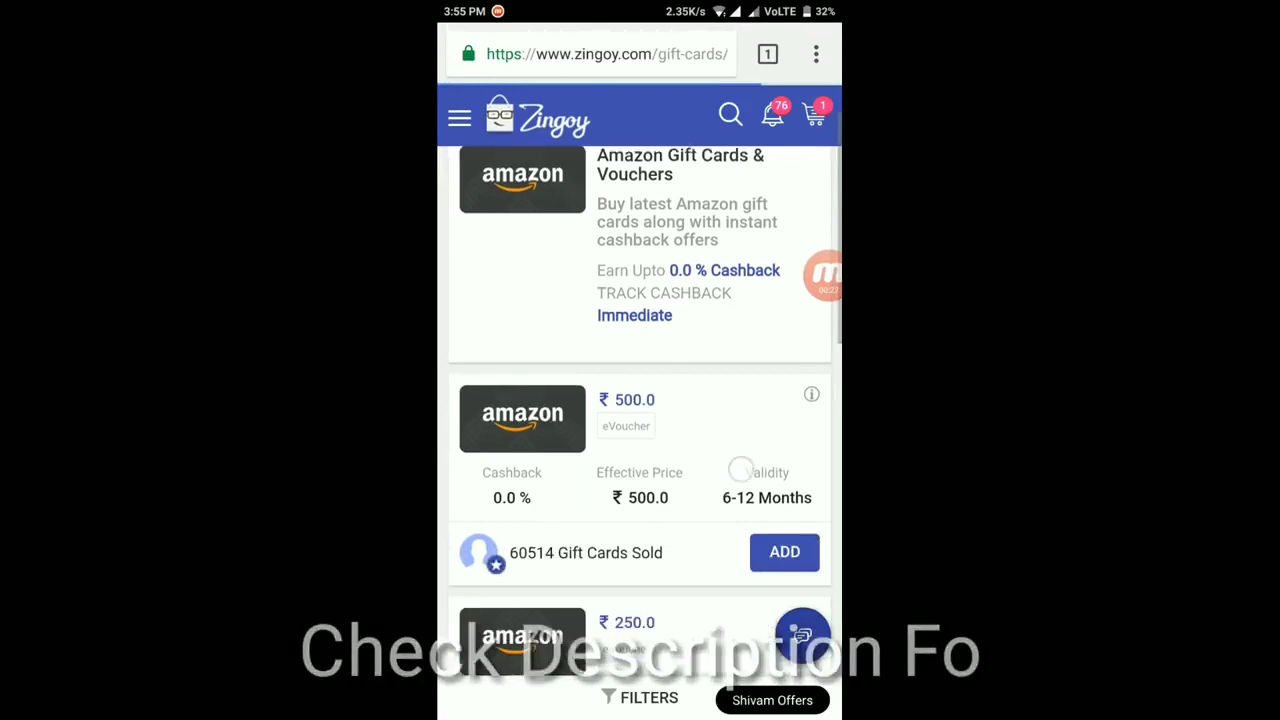 3:55 PM 2.35K/s VoLTE 32%
https://www.zingoy.com/gift-cards/ 1
Zingoy 76 1
amazon
Amazon Gift Cards &
Vouchers
Buy latest Amazon gift
cards along with instant
cashback offers
Earn Upto 0.0 % Cashback
TRACK CASHBACK
Immediate
00:27
amazon
₹ 500.0
eVoucher
Cashback Effective Price Validity
0.0 % ₹ 500.0 6-12 Months
60514 Gift Cards Sold ADD
amazon
₹ 250.0
Check Description Fo
FILTERS
Shivam Offers